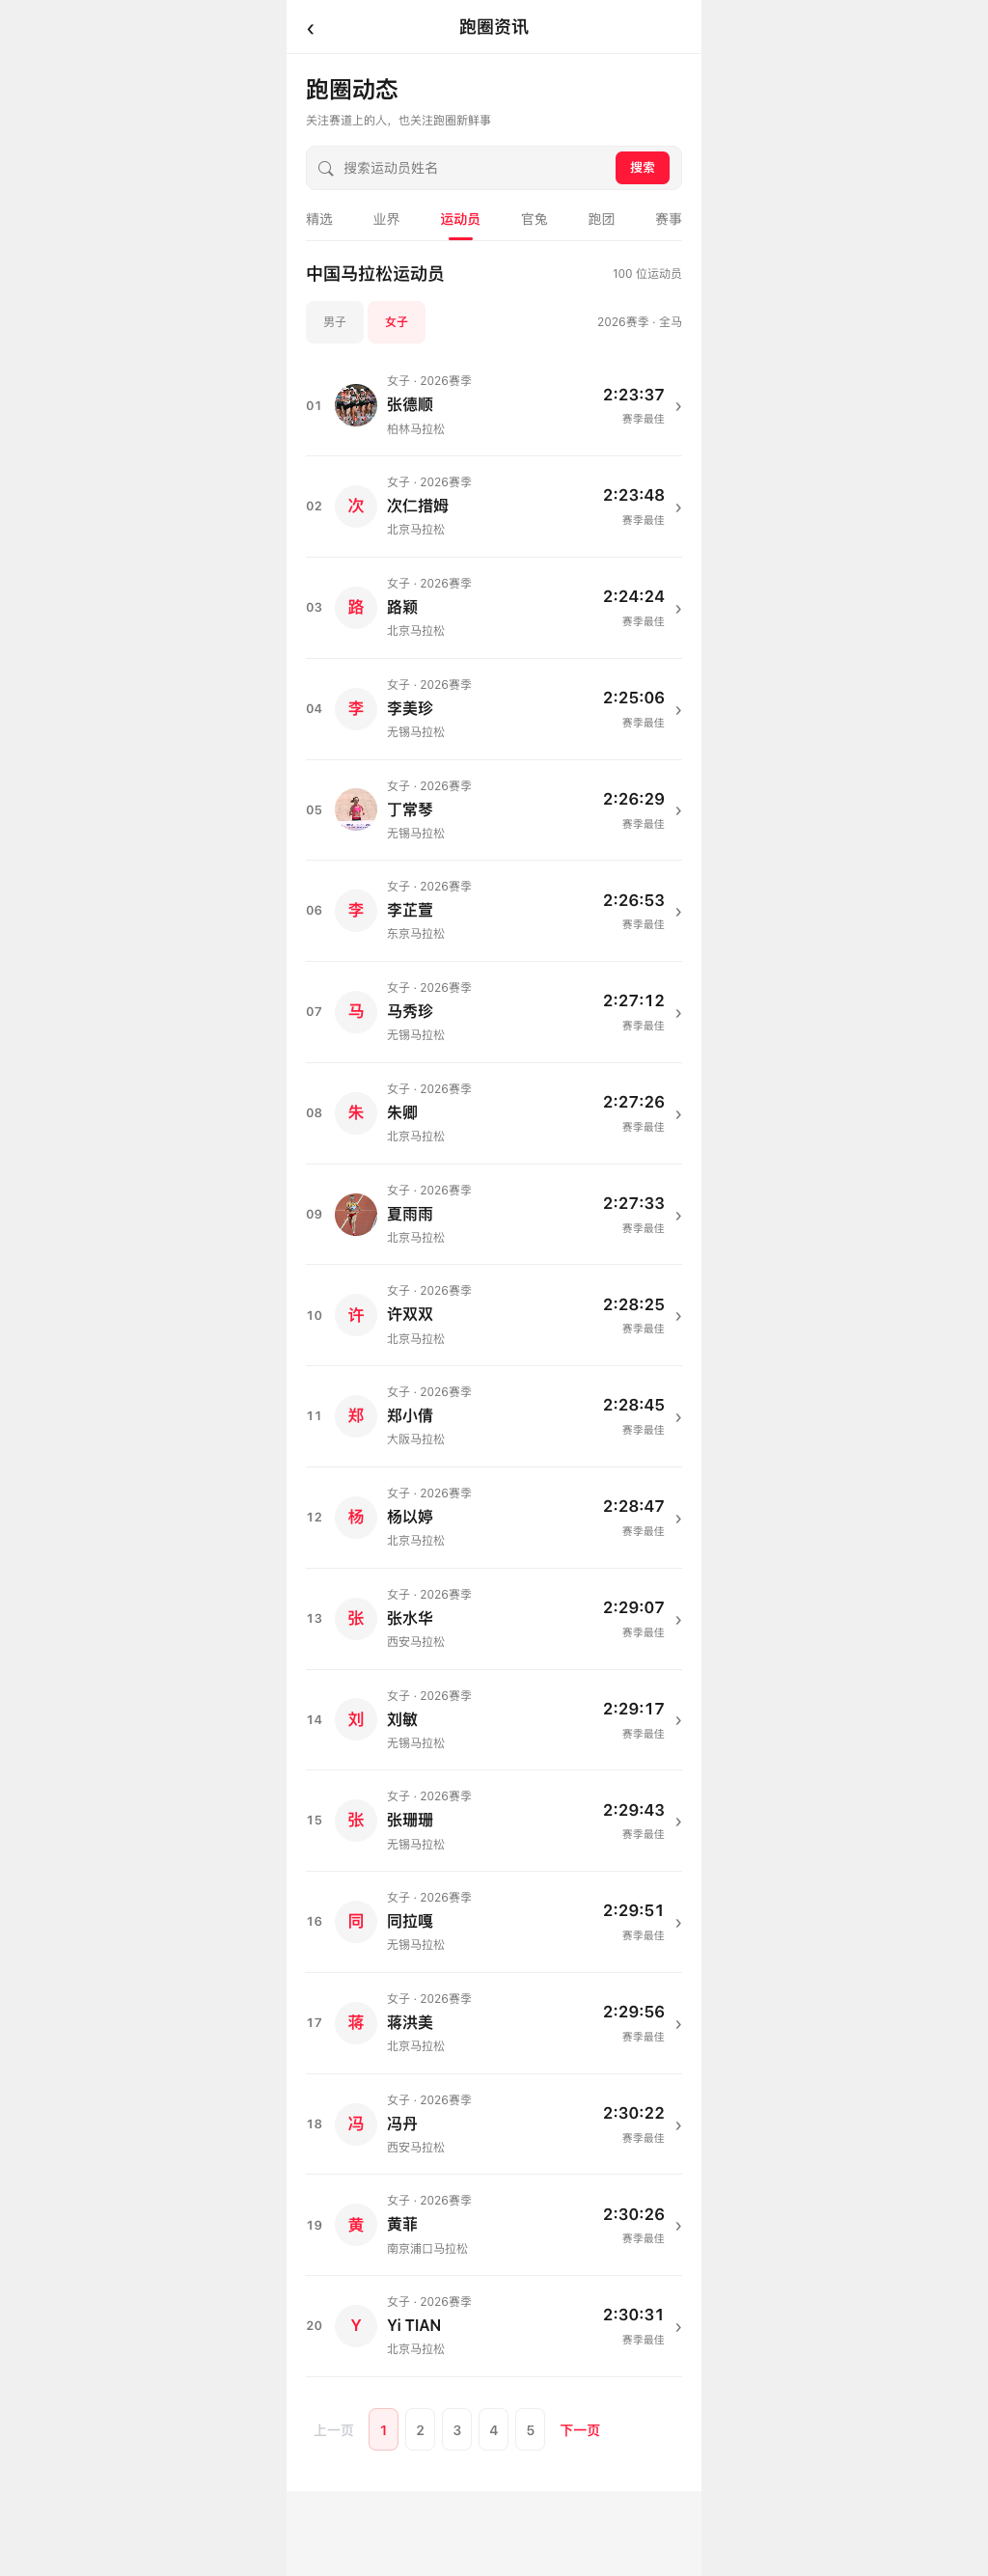 跑圈资讯
跑圈动态
关注赛道上的人，也关注跑圈新鲜事
搜索运动员姓名 搜索
精选 业界 运动员 官兔 跑团 赛事
中国马拉松运动员 100 位运动员
男子 女子 2026赛季 · 全马
女子 · 2026赛季
01 张德顺 2:23:37
柏林马拉松 赛季最佳
女子 · 2026赛季
02 次 次仁措姆 2:23:48
北京马拉松 赛季最佳
女子 · 2026赛季
03 路 路颖 2:24:24
北京马拉松 赛季最佳
女子 · 2026赛季
04 李 李美珍 2:25:06
无锡马拉松 赛季最佳
女子 · 2026赛季
05 丁常琴 2:26:29
无锡马拉松 赛季最佳
女子 · 2026赛季
06 李 李芷萱 2:26:53
东京马拉松 赛季最佳
女子 · 2026赛季
07 马 马秀珍 2:27:12
无锡马拉松 赛季最佳
女子 · 2026赛季
08 朱 朱卿 2:27:26
北京马拉松 赛季最佳
女子 · 2026赛季
09 夏雨雨 2:27:33
北京马拉松 赛季最佳
女子 · 2026赛季
10 许 许双双 2:28:25
北京马拉松 赛季最佳
女子 · 2026赛季
11 郑 郑小倩 2:28:45
大阪马拉松 赛季最佳
女子 · 2026赛季
12 杨 杨以婷 2:28:47
北京马拉松 赛季最佳
女子 · 2026赛季
13 张 张水华 2:29:07
西安马拉松 赛季最佳
女子 · 2026赛季
14 刘 刘敏 2:29:17
无锡马拉松 赛季最佳
女子 · 2026赛季
15 张 张珊珊 2:29:43
无锡马拉松 赛季最佳
女子 · 2026赛季
16 同 同拉嘎 2:29:51
无锡马拉松 赛季最佳
女子 · 2026赛季
17 蒋 蒋洪美 2:29:56
北京马拉松 赛季最佳
女子 · 2026赛季
18 冯 冯丹 2:30:22
西安马拉松 赛季最佳
女子 · 2026赛季
19 黄 黄菲 2:30:26
南京浦口马拉松 赛季最佳
女子 · 2026赛季
20 Y Yi TIAN 2:30:31
北京马拉松 赛季最佳
上一页 1 2 3 4 5 下一页